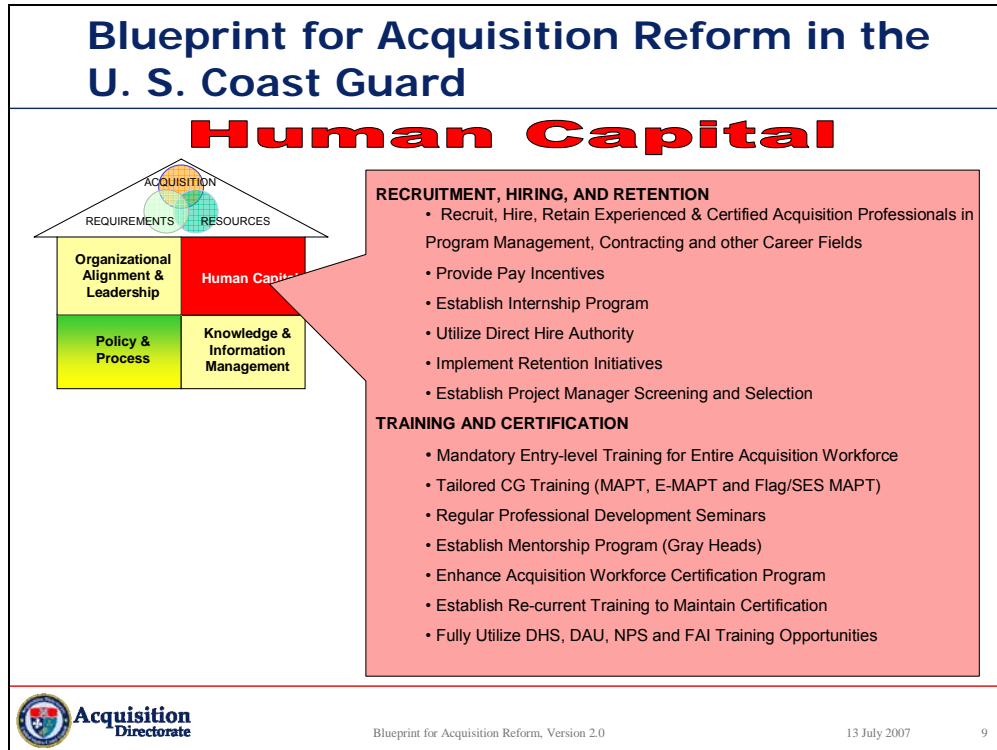 Blueprint for Acquisition Reform in the
U. S. Coast Guard
Human Capital
ACQUISITION
REQUIREMENTS
RESOURCES
Organizational
Alignment &
Leadership
Human Capital
Policy &
Process
Knowledge &
Information
Management
RECRUITMENT, HIRING, AND RETENTION
• Recruit, Hire, Retain Experienced & Certified Acquisition Professionals in
Program Management, Contracting and other Career Fields
• Provide Pay Incentives
• Establish Internship Program
• Utilize Direct Hire Authority
• Implement Retention Initiatives
• Establish Project Manager Screening and Selection
TRAINING AND CERTIFICATION
• Mandatory Entry-level Training for Entire Acquisition Workforce
• Tailored CG Training (MAPT, E-MAPT and Flag/SES MAPT)
• Regular Professional Development Seminars
• Establish Mentorship Program (Gray Heads)
• Enhance Acquisition Workforce Certification Program
• Establish Re-current Training to Maintain Certification
• Fully Utilize DHS, DAU, NPS and FAI Training Opportunities
Acquisition
Directorate
Blueprint for Acquisition Reform, Version 2.0
13 July 2007
9